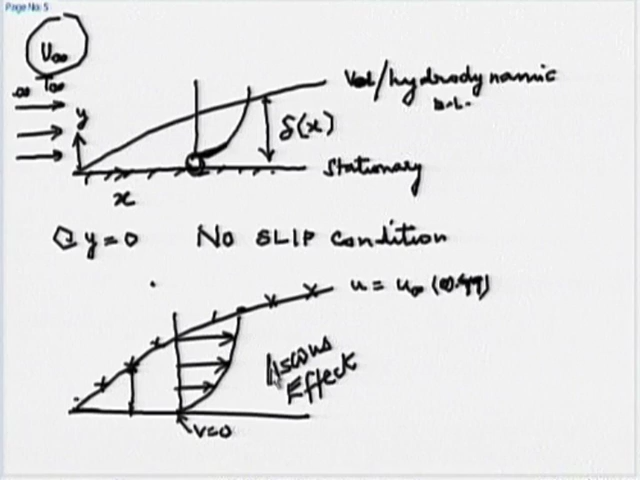 Page No: 5
U∞
T∞
y
Vel/hydrodynamic
b.L.
δ(x)
Stationary
x
@ y=0 No SLIP condition
u = u∞ (0.99)
Viscous
Effect
V=0